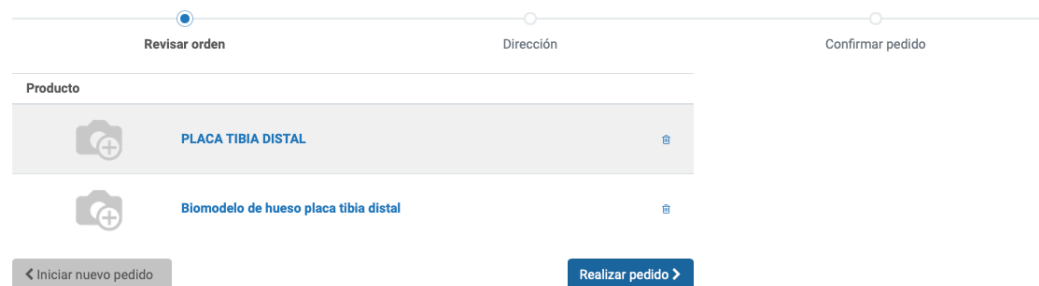 Revisar orden Dirección Confirmar pedido
Producto
PLACA TIBIA DISTAL
Biomodelo de hueso placa tibia distal
Iniciar nuevo pedido Realizar pedido